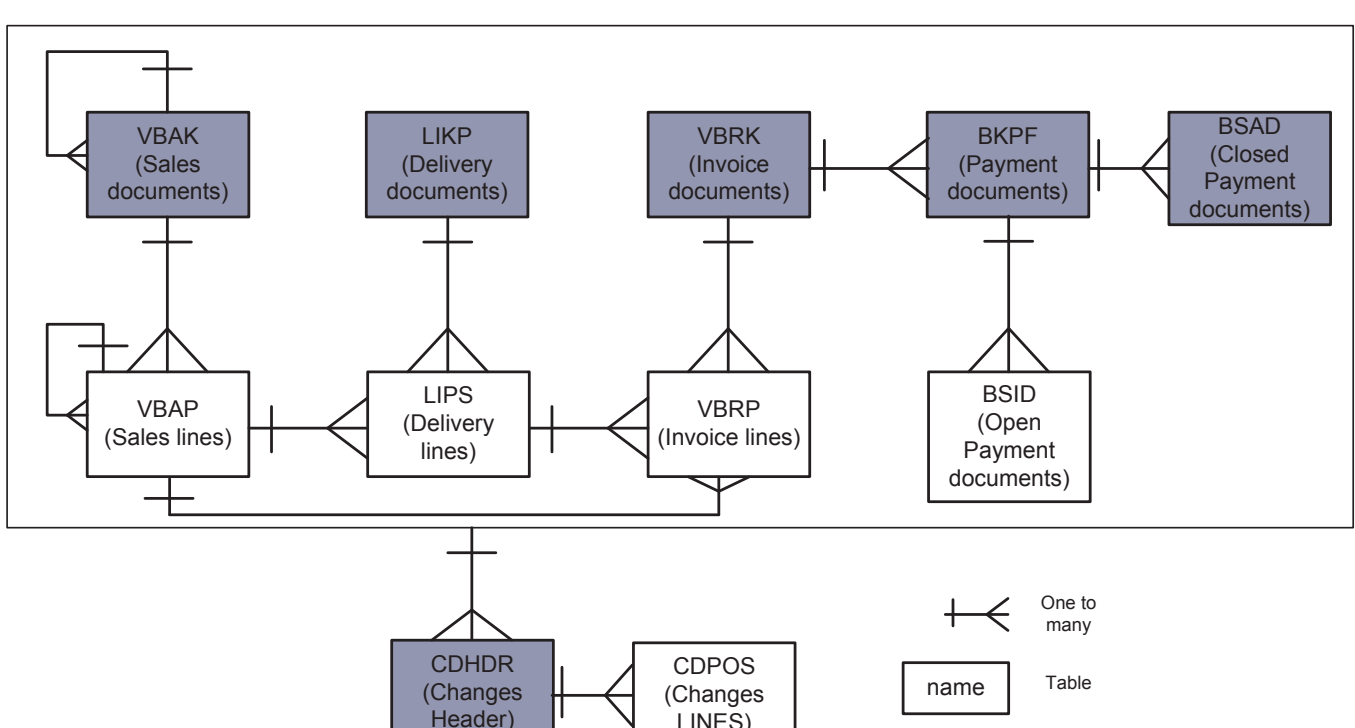 VBAK
(Sales
documents)
LIKP
(Delivery
documents)
VBRK
(Invoice
documents)
BKPF
(Payment
documents)
BSAD
(Closed
Payment
documents)
VBAP
(Sales lines)
LIPS
(Delivery
lines)
VBRP
(Invoice lines)
BSID
(Open
Payment
documents)
CDHDR
(Changes
Header)
CDPOS
(Changes
LINES)
One to
many
name
Table